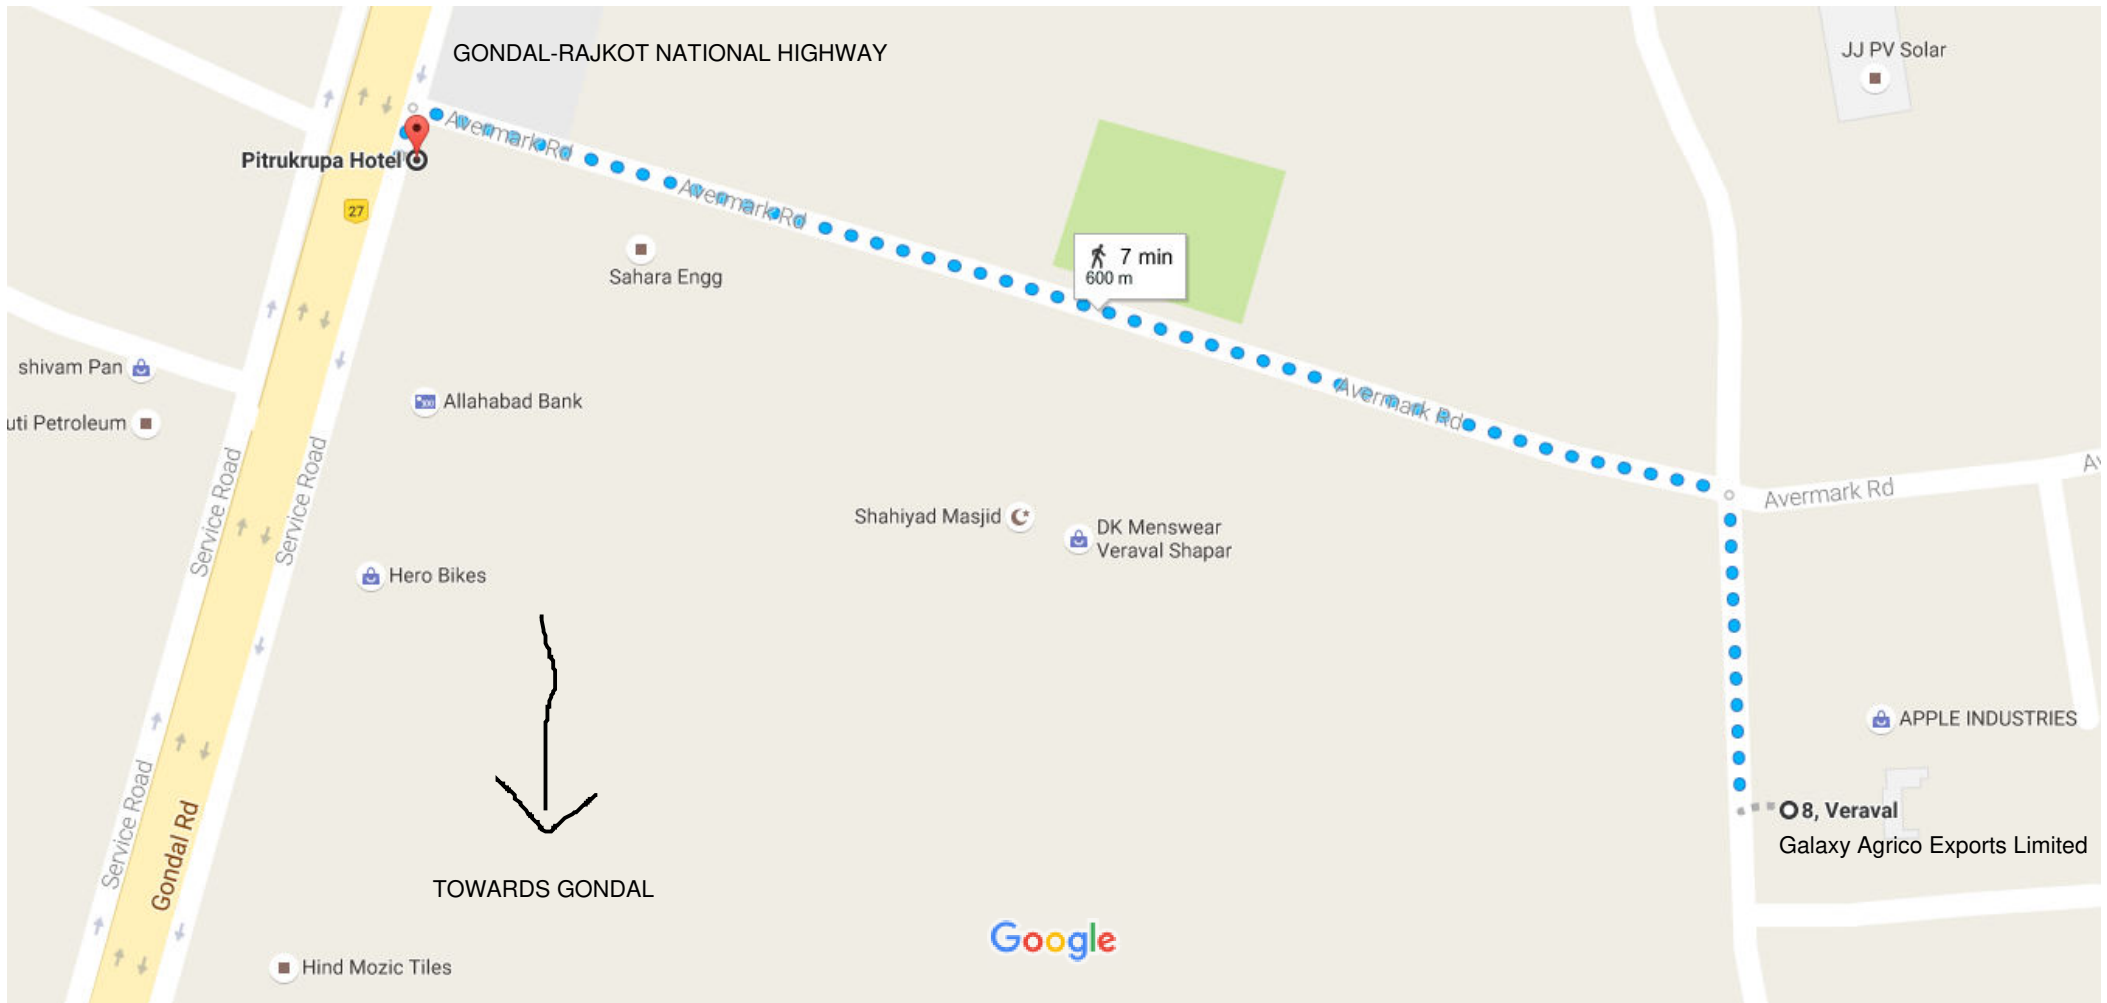 GONDAL-RAJKOT NATIONAL HIGHWAY
JJ PV Solar
Avermark Rd
Pitrukrupa Hotel
Avermark Rd
27
Sahara Engg
7 min
600 m
shivam Pan
Allahabad Bank
Avermark Rd
uti Petroleum
Service Road
Service Road
Av
Avermark Rd
Shahiyad Masjid
DK Menswear
Veraval Shapar
Hero Bikes
APPLE INDUSTRIES
Service Road
Gondal Rd
8, Veraval
Galaxy Agrico Exports Limited
TOWARDS GONDAL
Google
Hind Mozic Tiles